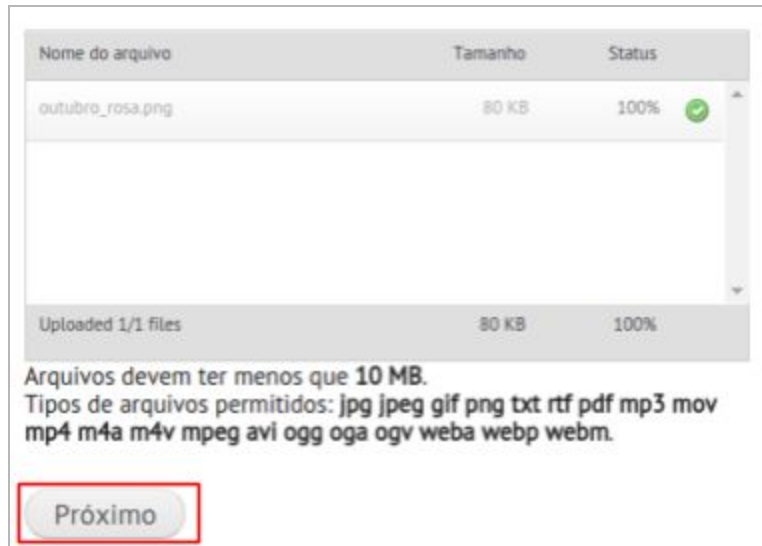 Nome do arquivo Tamanho Status
outubro_rosa.png 80 KB 100%
Uploaded 1/1 files 80 KB 100%
Arquivos devem ter menos que 10 MB.
Tipos de arquivos permitidos: jpg jpeg gif png txt rtf pdf mp3 mov
mp4 m4a m4v mpeg avi ogg oga ogv weba webp webm.
Próximo